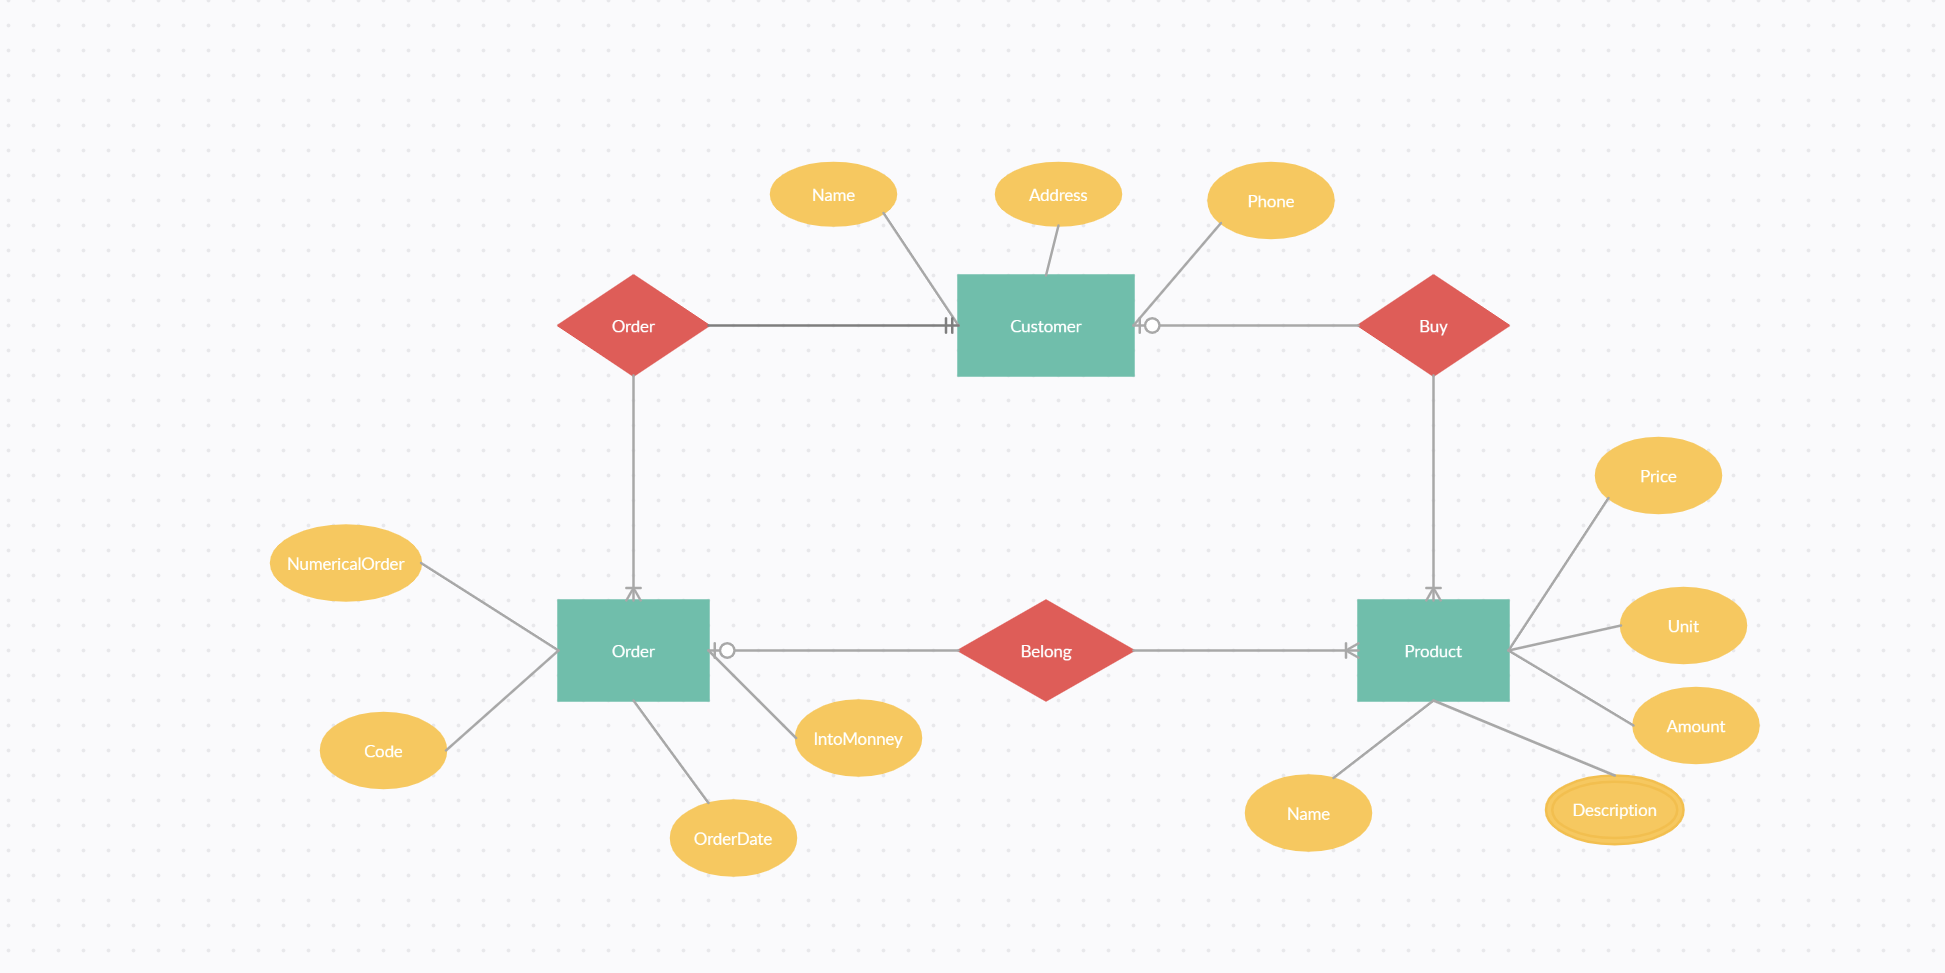 Name
Address
Phone
Order
Customer
Buy
Price
NumericalOrder
Unit
Order
Belong
Product
Amount
IntoMonney
Code
Description
Name
OrderDate